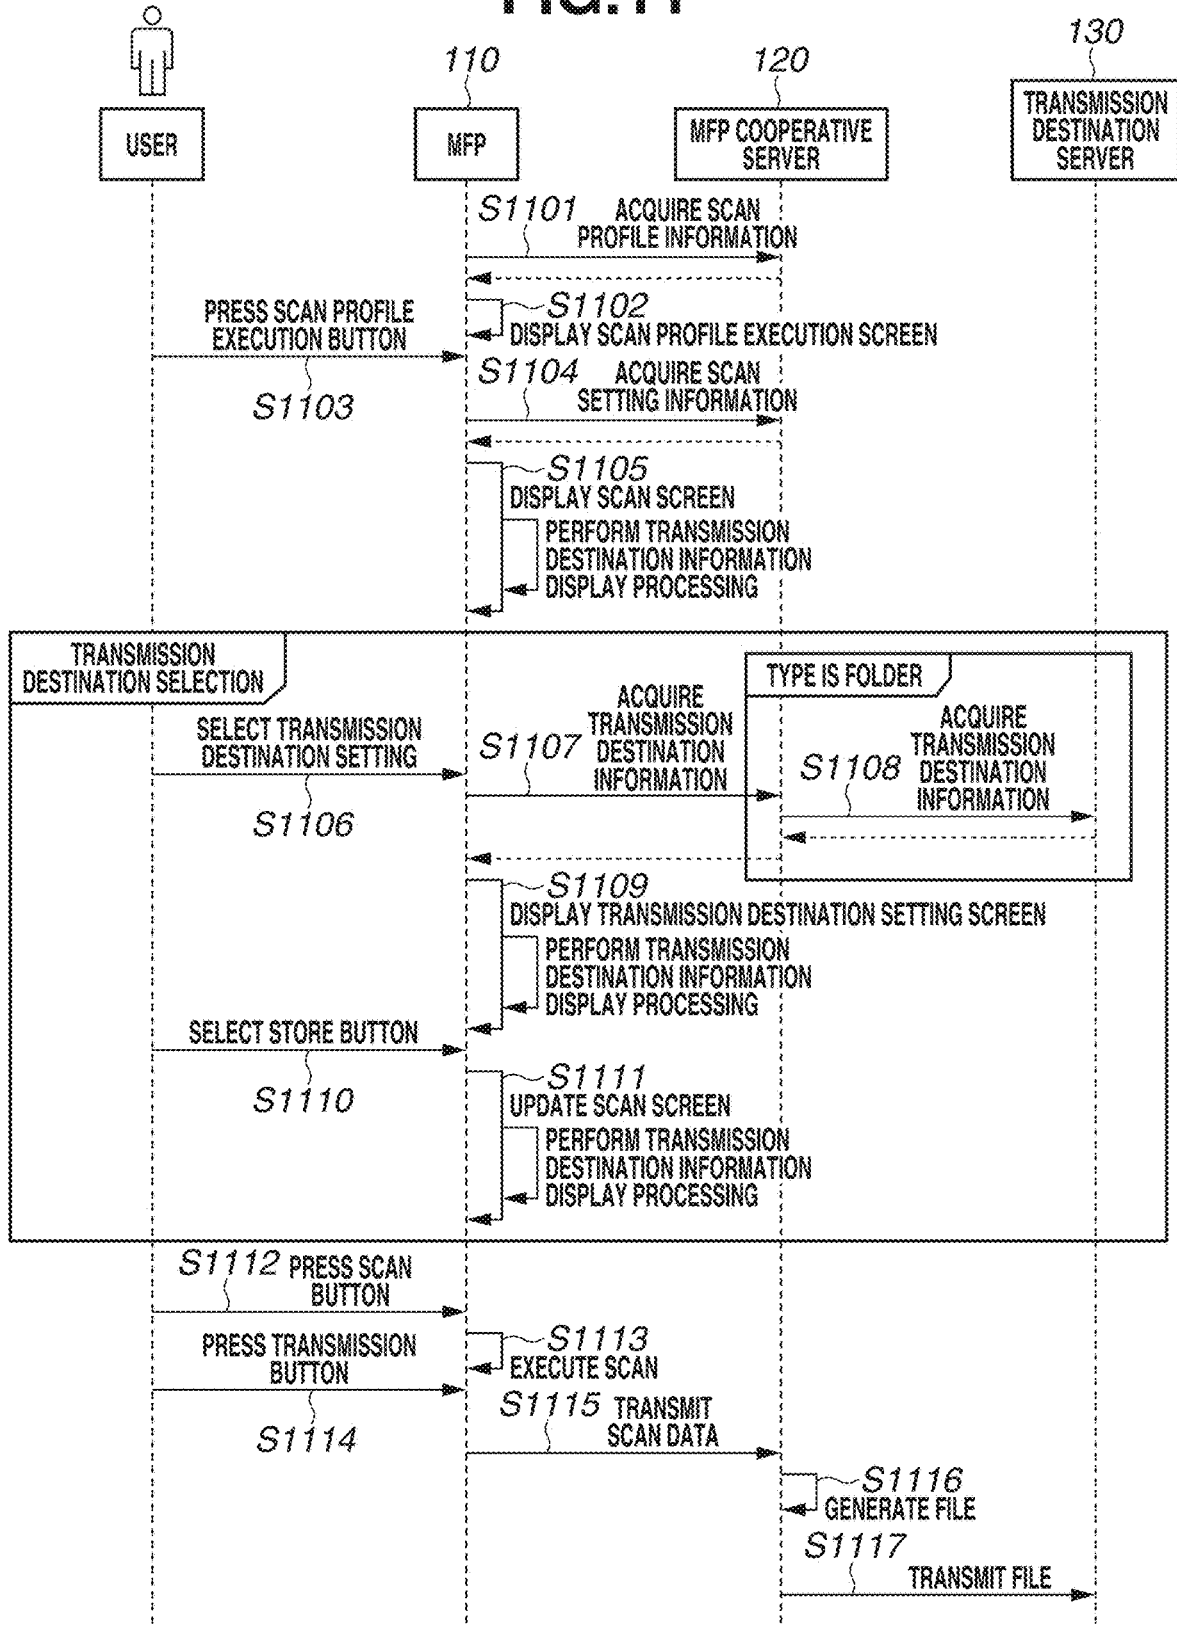 FIG.11
110
120
130
USER
MFP
MFP COOPERATIVE
SERVER
TRANSMISSION
DESTINATION
SERVER
S1101
ACQUIRE SCAN
PROFILE INFORMATION
S1102
DISPLAY SCAN PROFILE EXECUTION SCREEN
PRESS SCAN PROFILE
EXECUTION BUTTON
S1103
S1104
ACQUIRE SCAN
SETTING INFORMATION
S1105
DISPLAY SCAN SCREEN
PERFORM TRANSMISSION
DESTINATION INFORMATION
DISPLAY PROCESSING
TRANSMISSION
DESTINATION SELECTION
TYPE IS FOLDER
SELECT TRANSMISSION
DESTINATION SETTING
S1106
S1107
ACQUIRE
TRANSMISSION
DESTINATION
INFORMATION
S1108
ACQUIRE
TRANSMISSION
DESTINATION
INFORMATION
S1109
DISPLAY TRANSMISSION DESTINATION SETTING SCREEN
PERFORM TRANSMISSION
DESTINATION INFORMATION
DISPLAY PROCESSING
SELECT STORE BUTTON
S1110
S1111
UPDATE SCAN SCREEN
PERFORM TRANSMISSION
DESTINATION INFORMATION
DISPLAY PROCESSING
S1112
PRESS SCAN
BUTTON
S1113
EXECUTE SCAN
PRESS TRANSMISSION
BUTTON
S1114
S1115
TRANSMIT
SCAN DATA
S1116
GENERATE FILE
S1117
TRANSMIT FILE